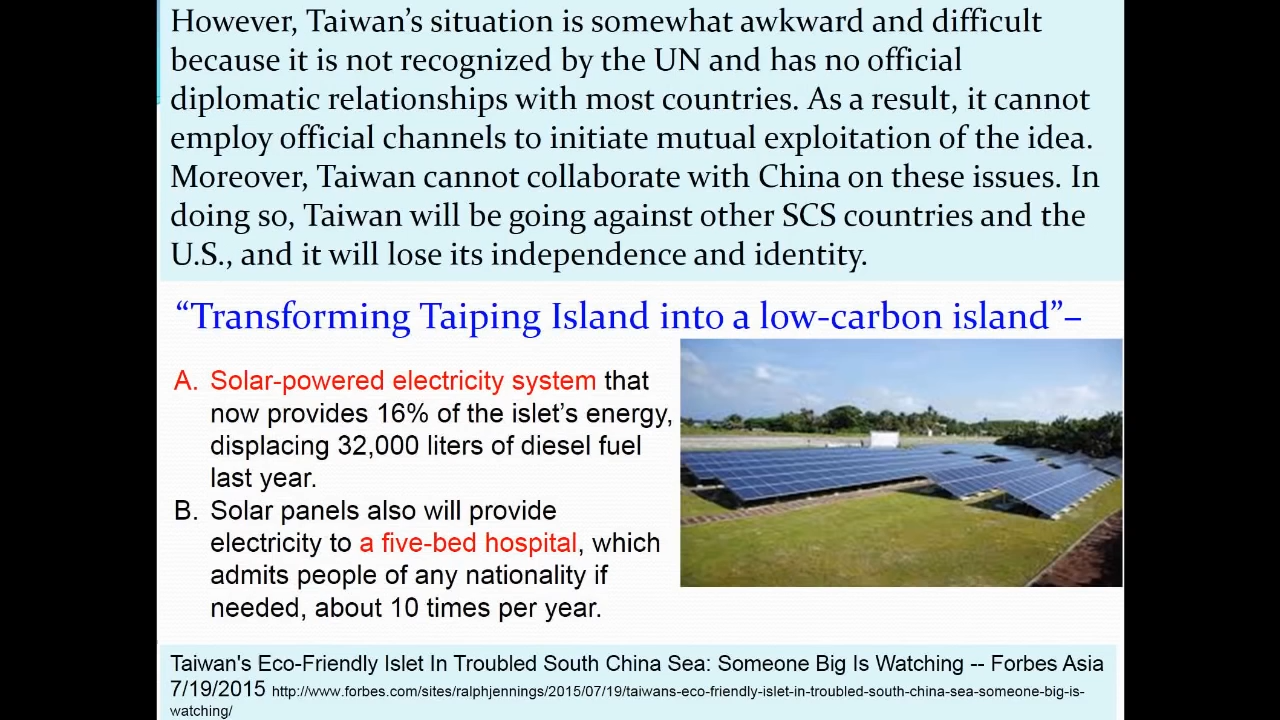 However, Taiwan's situation is somewhat awkward and difficult
because it is not recognized by the UN and has no official
diplomatic relationships with most countries. As a result, it cannot
employ official channels to initiate mutual exploitation of the idea.
Moreover, Taiwan cannot collaborate with China on these issues. In
doing so, Taiwan will be going against other SCS countries and the
U.S., and it will lose its independence and identity.
“Transforming Taiping Island into a low-carbon island”–
A. Solar-powered electricity system that
now provides 16% of the islet's energy,
displacing 32,000 liters of diesel fuel
last year.
B. Solar panels also will provide
electricity to a five-bed hospital, which
admits people of any nationality if
needed, about 10 times per year.
Taiwan's Eco-Friendly Islet In Troubled South China Sea: Someone Big Is Watching -- Forbes Asia
7/19/2015 http://www.forbes.com/sites/ralphjennings/2015/07/19/taiwans-eco-friendly-islet-in-troubled-south-china-sea-someone-big-is-
watching/